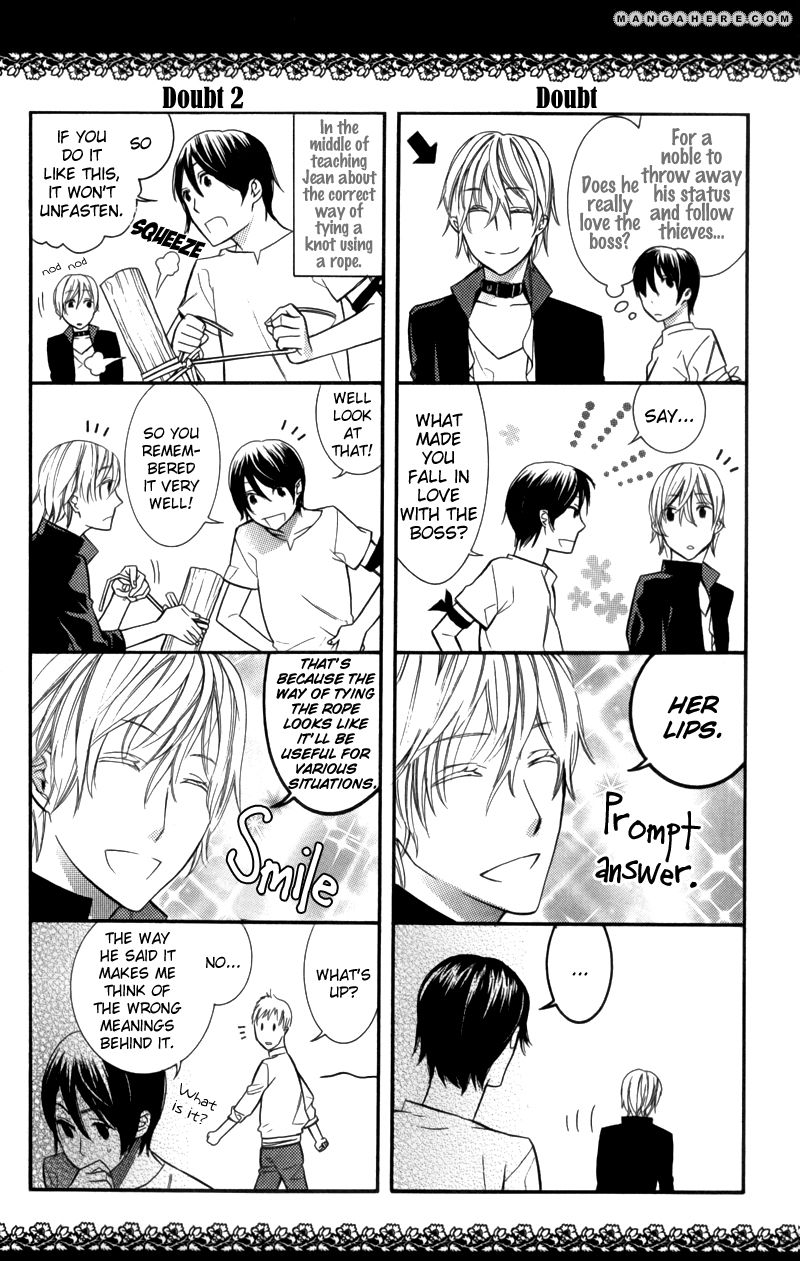 MANGAHERE.COM
Doubt
For a
noble to
throw away
his status
and follow
thieves...
Does he
really
love the
boss?
SAY...
WHAT
MADE
YOU
FALL IN
LOVE
WITH THE
BOSS?
HER
LIPS.
Prompt
answer.
...
Doubt 2
In the
middle of
teaching
Jean about
the correct
way of
tying a
knot using
a rope.
SO
IF YOU
DO IT
LIKE THIS,
IT WON'T
UNFASTEN.
SQUEEZE
nod nod
WELL
LOOK
AT
THAT!
SO YOU
REMEM-
BERED
IT VERY
WELL!
THAT'S
BECAUSE THE
WAY OF TYING
THE ROPE
LOOKS LIKE
IT'LL BE
USEFUL FOR
VARIOUS
SITUATIONS.
Smile
WHAT'S
UP?
NO...
THE WAY
HE SAID IT
MAKES ME
THINK OF
THE WRONG
MEANINGS
BEHIND IT.
What
is it?